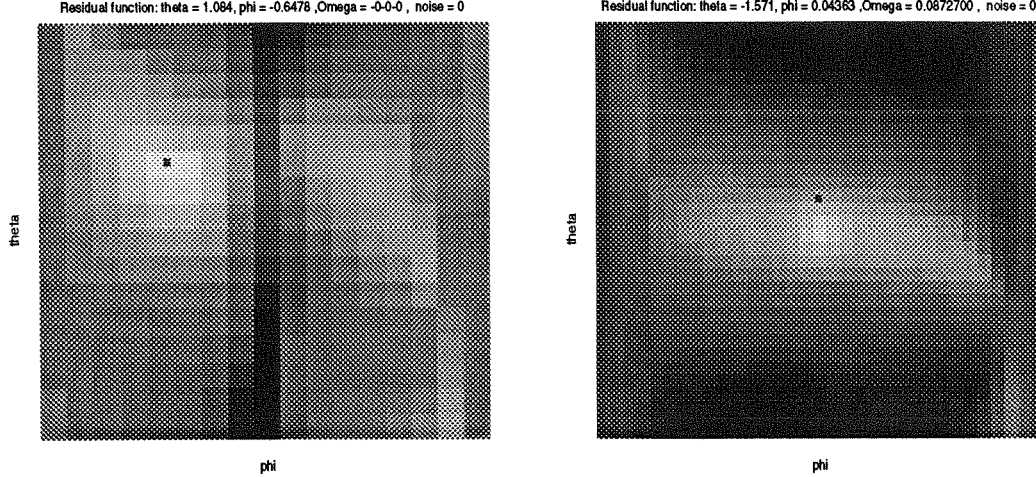 Residual function: theta = 1.084, phi = -0.6478 ,Omega = -0-0-0 , noise = 0
Residual function: theta = -1.571, phi = 0.04363 ,Omega = 0.0872700 , noise = 0
theta
theta
phi
phi